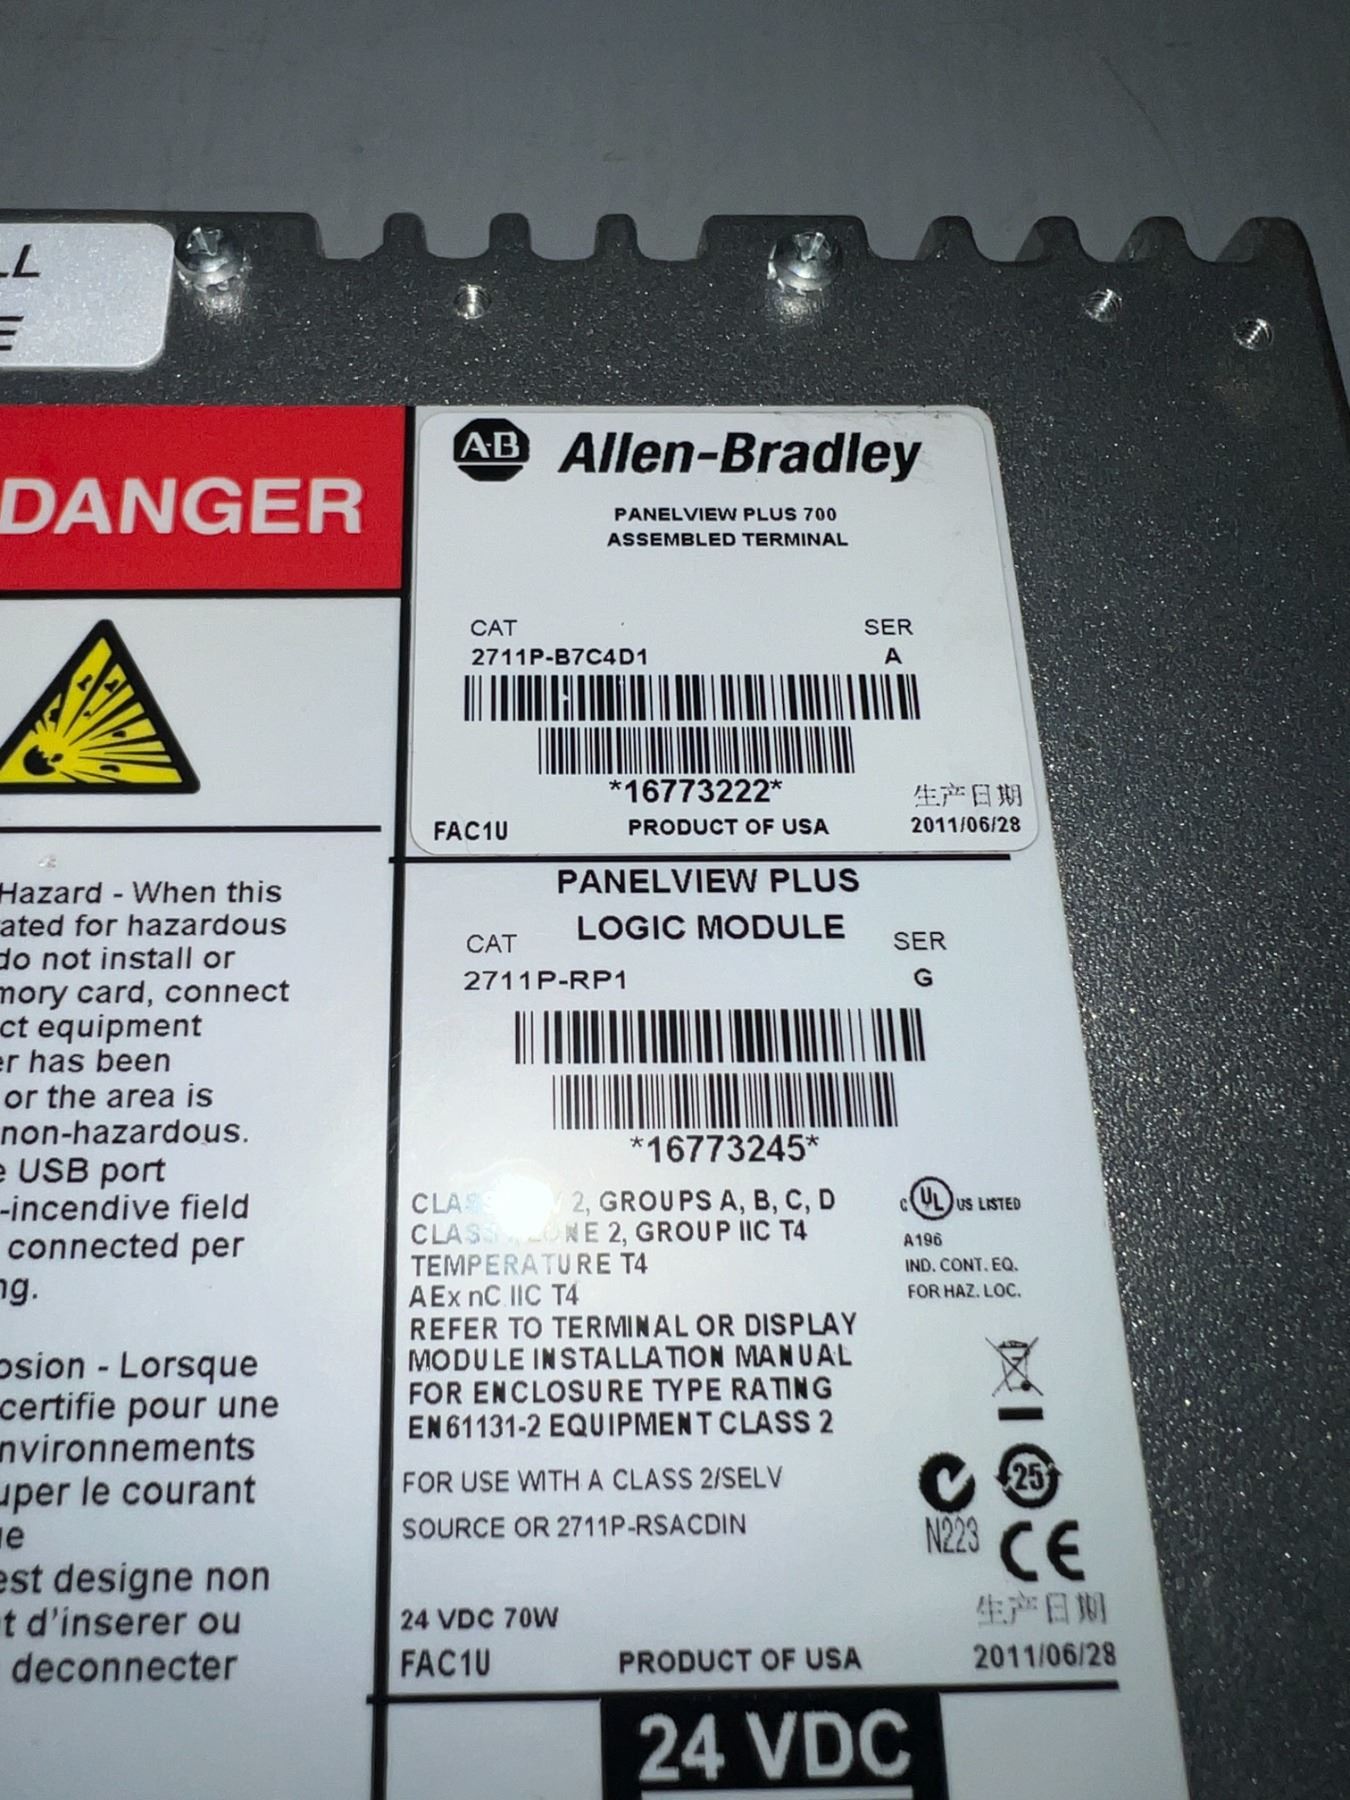 LL
E
DANGER
Hazard - When this
ated for hazardous
do not install or
mory card, connect
ct equipment
er has been
or the area is
non-hazardous.
e USB port
-incendive field
connected per
ng.
osion - Lorsque
certifie pour une
nvironnements
uper le courant
ue
est designe non
t d'inserer ou
deconnecter
A-B Allen-Bradley
PANELVIEW PLUS 700
ASSEMBLED TERMINAL
CAT SER
2711P-B7C4D1 A
*16773222*
生产日期
FAC1U PRODUCT OF USA 2011/06/28
PANELVIEW PLUS
LOGIC MODULE
CAT SER
2711P-RP1 G
*16773245*
2, GROUPS A, B, C, D
2, GROUP IIC T4
TEMPERATURE T4
AEx nC IIC T4
REFER TO TERMINAL OR DISPLAY
MODULE INSTALLATION MANUAL
FOR ENCLOSURE TYPE RATING
EN61131-2 EQUIPMENT CLASS 2
FOR USE WITH A CLASS 2/SELV
SOURCE OR 2711P-RSACDIN
C UL US LISTED
A196
IND. CONT. EQ.
FOR HAZ. LOC.
25
N223 CE
生产日期
24 VDC 70W
FAC1U PRODUCT OF USA 2011/06/28
24 VDC